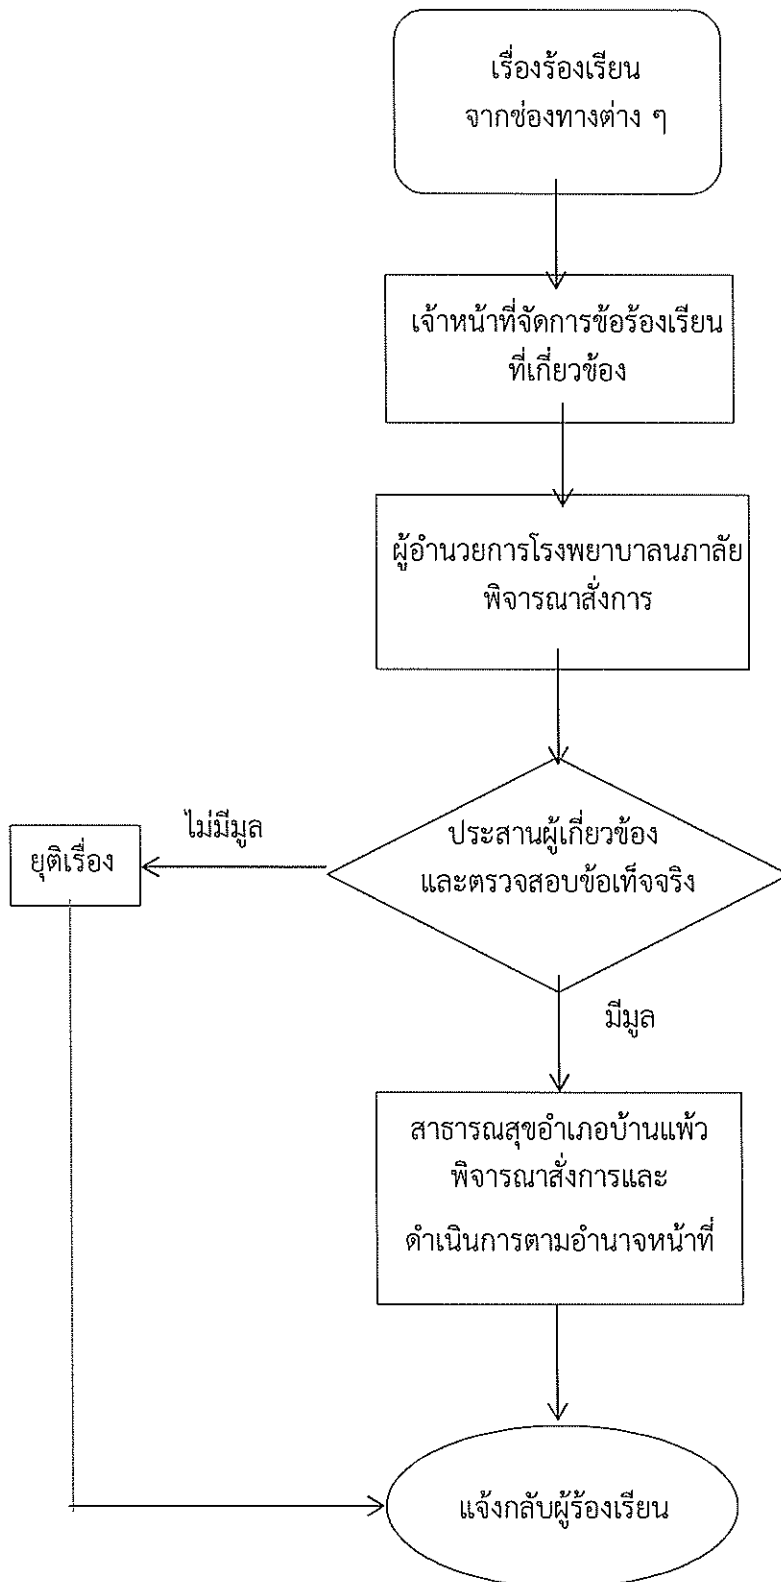 เรื่องร้องเรียน
จากช่องทางต่าง ๆ
เจ้าหน้าที่จัดการข้อร้องเรียน
ที่เกี่ยวข้อง
ผู้อำนวยการโรงพยาบาลนภาลัย
พิจารณาสั่งการ
ประสานผู้เกี่ยวข้อง
และตรวจสอบข้อเท็จจริง
ไม่มีมูล
ยุติเรื่อง
มีมูล
สาธารณสุขอำเภอบ้านแพ้ว
พิจารณาสั่งการและ
ดำเนินการตามอำนาจหน้าที่
แจ้งกลับผู้ร้องเรียน